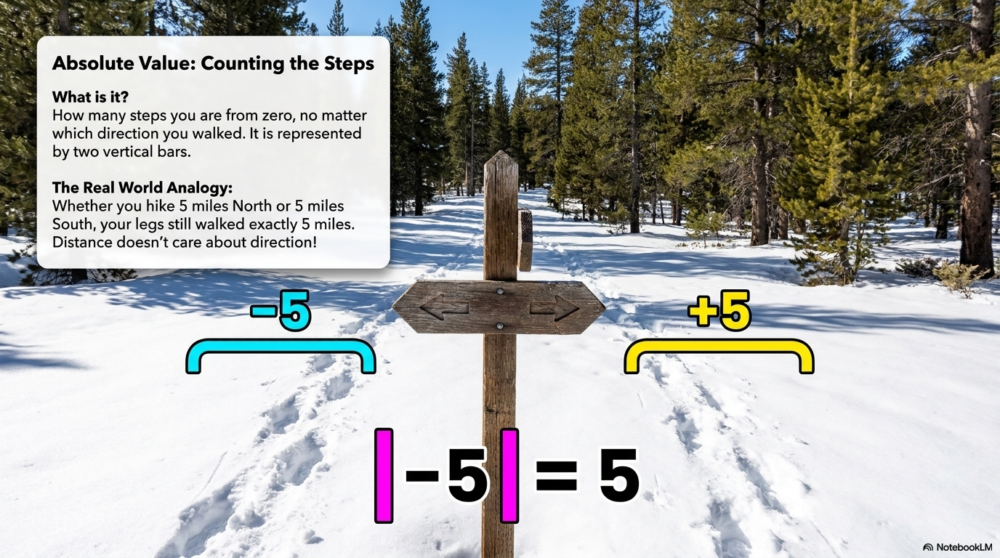 Absolute Value: Counting the Steps
What is it?
How many steps you are from zero, no matter
which direction you walked. It is represented
by two vertical bars.
The Real World Analogy:
Whether you hike 5 miles North or 5 miles
South, your legs still walked exactly 5 miles.
Distance doesn't care about direction!
–5
+5
|–5| = 5
NotebookLM